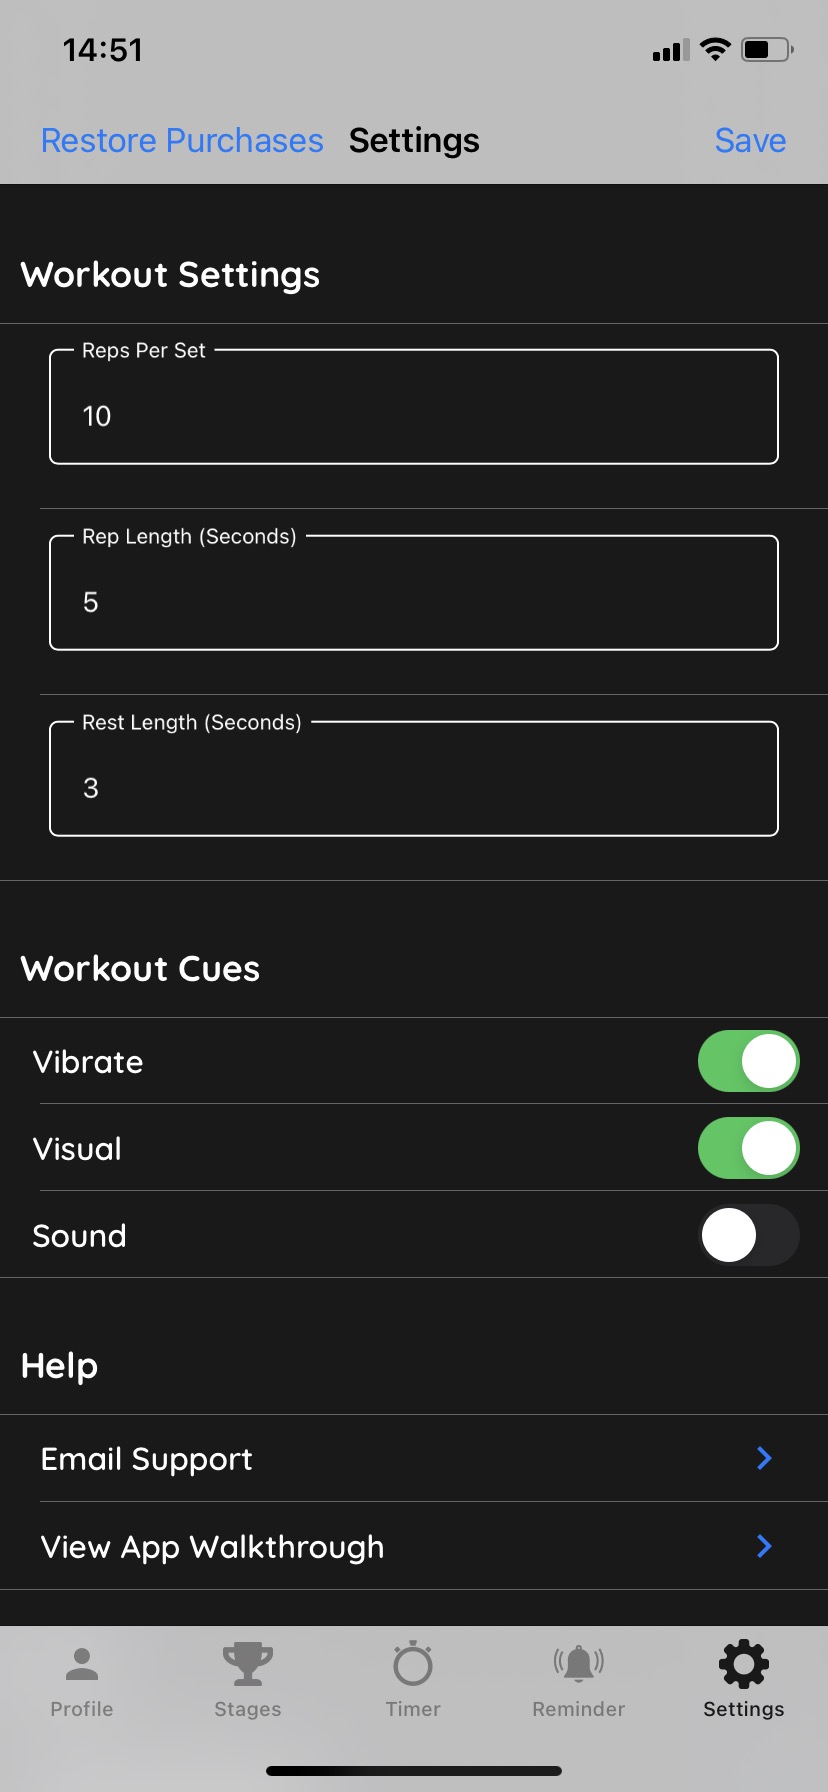 14:51
Restore Purchases Settings Save
Workout Settings
Reps Per Set
10
Rep Length (Seconds)
5
Rest Length (Seconds)
3
Workout Cues
Vibrate
Visual
Sound
Help
Email Support
View App Walkthrough
Profile Stages Timer Reminder Settings